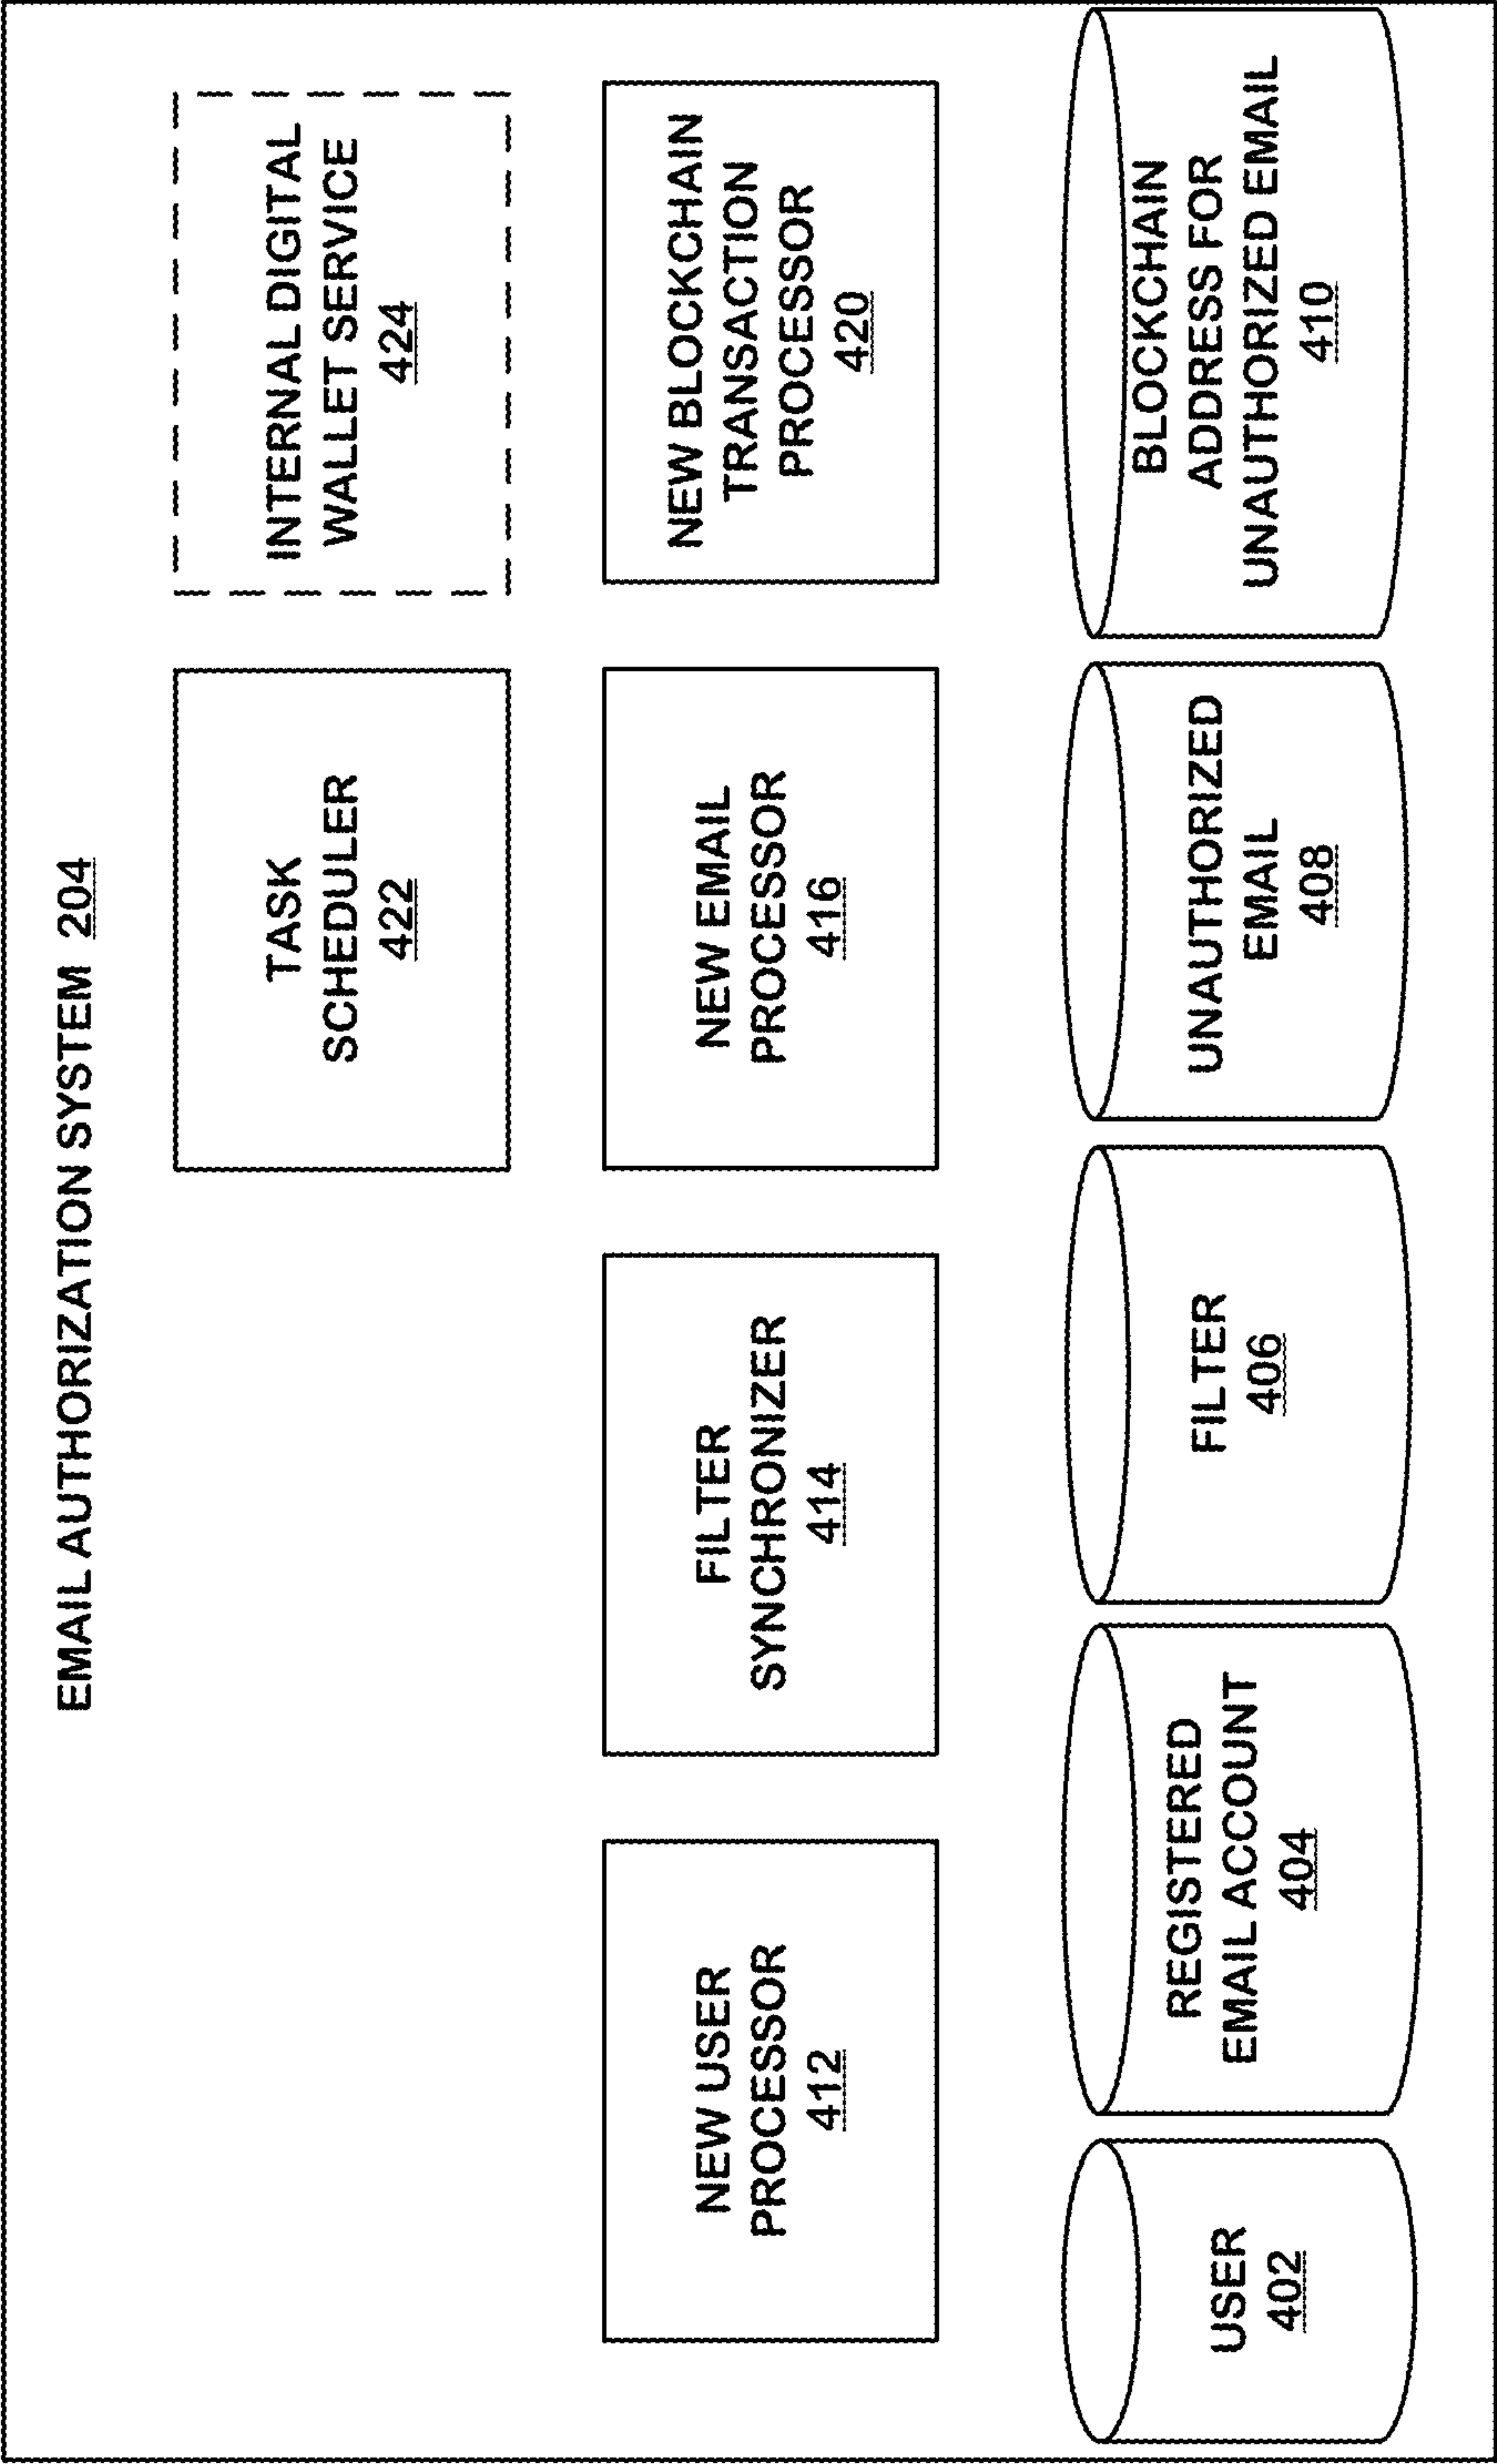 EMAIL AUTHORIZATION SYSTEM 204
TASK
SCHEDULER
422
INTERNAL DIGITAL
WALLET SERVICE
424
NEW USER
PROCESSOR
412
FILTER
SYNCHRONIZER
414
NEW EMAIL
PROCESSOR
416
NEW BLOCKCHAIN
TRANSACTION
PROCESSOR
420
USER
402
REGISTERED
EMAIL ACCOUNT
404
FILTER
406
UNAUTHORIZED
EMAIL
408
BLOCKCHAIN
ADDRESS FOR
UNAUTHORIZED EMAIL
410